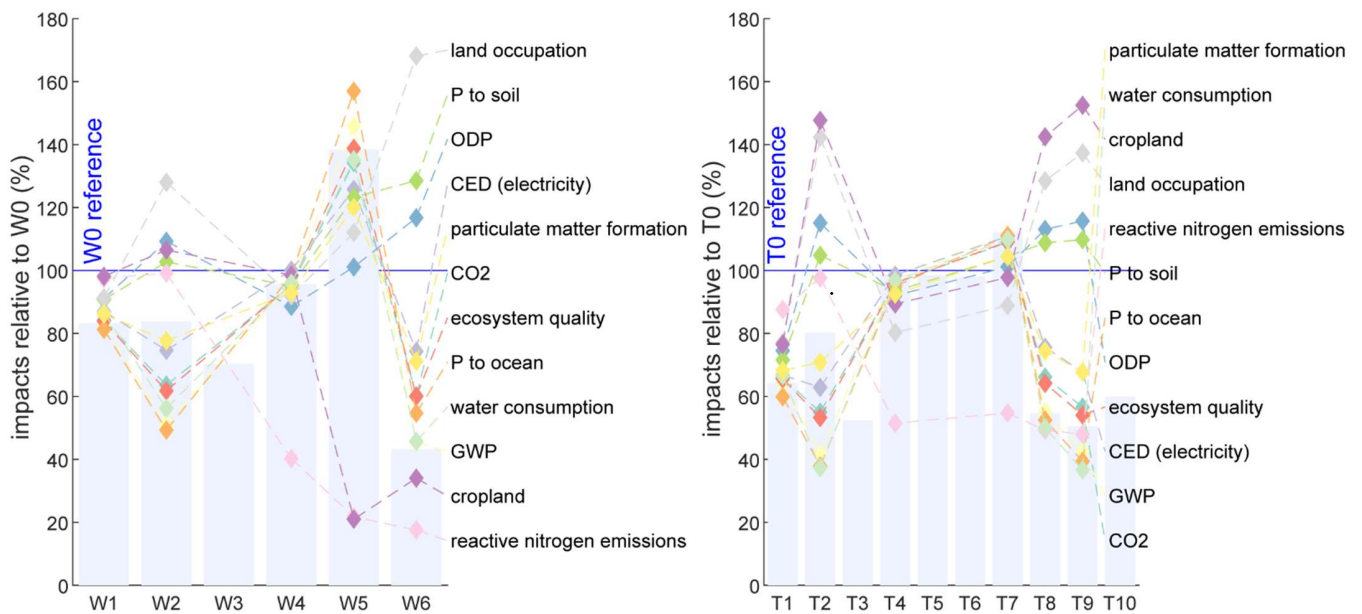 impacts relative to W0 (%)
180
160
140
120
100
80
60
40
20
0
W0 reference
W1 W2 W3 W4 W5 W6
land occupation
P to soil
ODP
CED (electricity)
particulate matter formation
CO2
ecosystem quality
P to ocean
water consumption
GWP
cropland
reactive nitrogen emissions
impacts relative to T0 (%)
180
160
140
120
100
80
60
40
20
0
T0 reference
T1 T2 T3 T4 T5 T6 T7 T8 T9 T10
particulate matter formation
water consumption
cropland
land occupation
reactive nitrogen emissions
P to soil
P to ocean
ODP
ecosystem quality
CED (electricity)
GWP
CO2